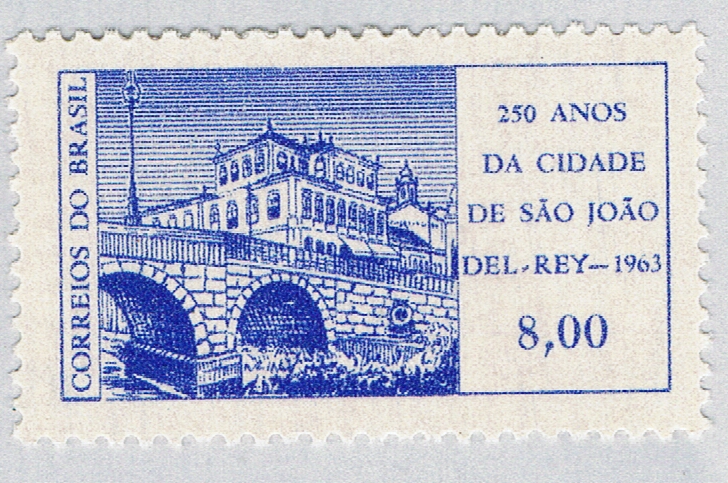 CORREIOS DO BRASIL
250 ANOS
DA CIDADE
DE SÃO JOÃO
DEL-REY—1963
8,00